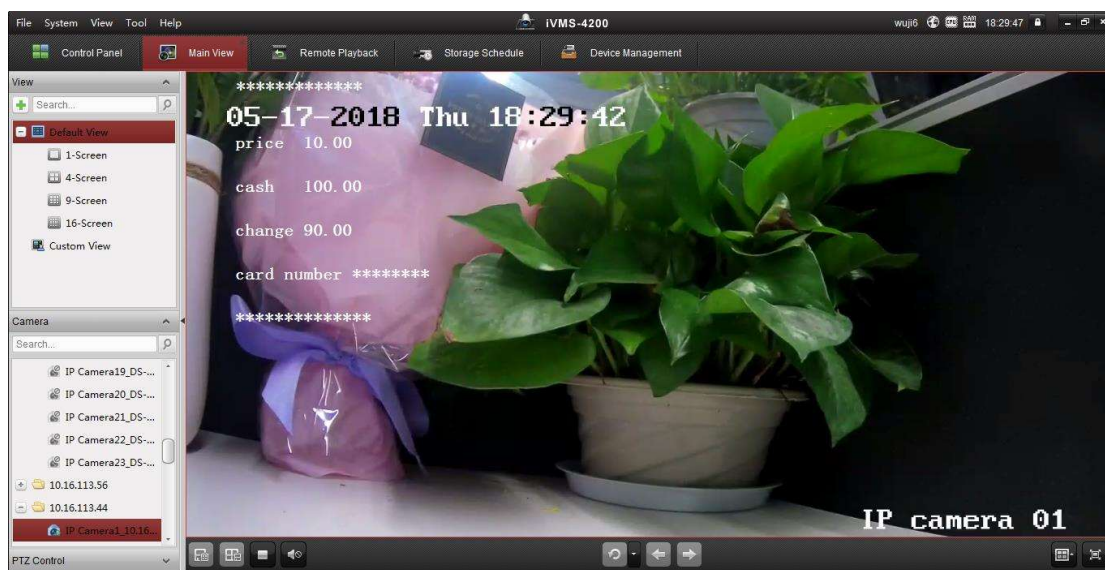 File System View Tool Help
iVMS-4200
wuji6
18:29:47
Control Panel
Main View
Remote Playback
Storage Schedule
Device Management
View
Search...
Default View
1-Screen
4-Screen
9-Screen
16-Screen
Custom View
Camera
Search...
IP Camera19_DS-...
IP Camera20_DS-...
IP Camera21_DS-...
IP Camera22_DS-...
IP Camera23_DS-...
10.16.113.56
10.16.113.44
IP Camera1_10.16...
PTZ Control
*************
05-17-2018 Thu 18:29:42
price 10.00
cash 100.00
change 90.00
card number ********
**************
IP camera 01